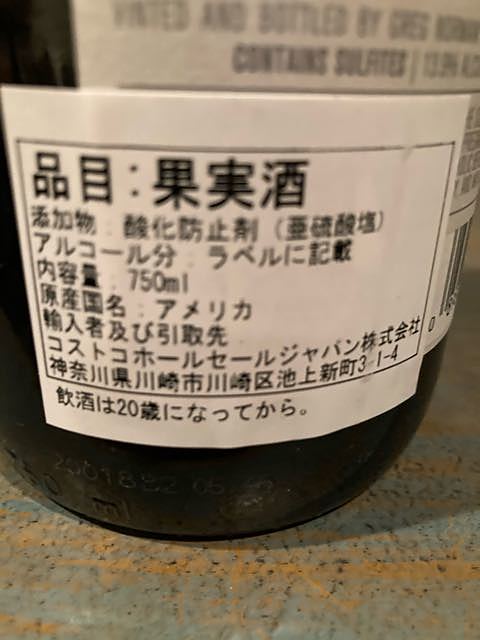 VINTED AND BOTTLED BY GREG NORMAN
CONTAINS SULFITES | 13.9% ALC
品目:果実酒
添加物:酸化防止剤(亜硫酸塩)
アルコール分:ラベルに記載
内容量:750ml
原産国名:アメリカ
輸入者及び引取先
コストコホールセールジャパン株式会社
神奈川県川崎市川崎区池上新町3-1-4
飲酒は20歳になってから。
ml